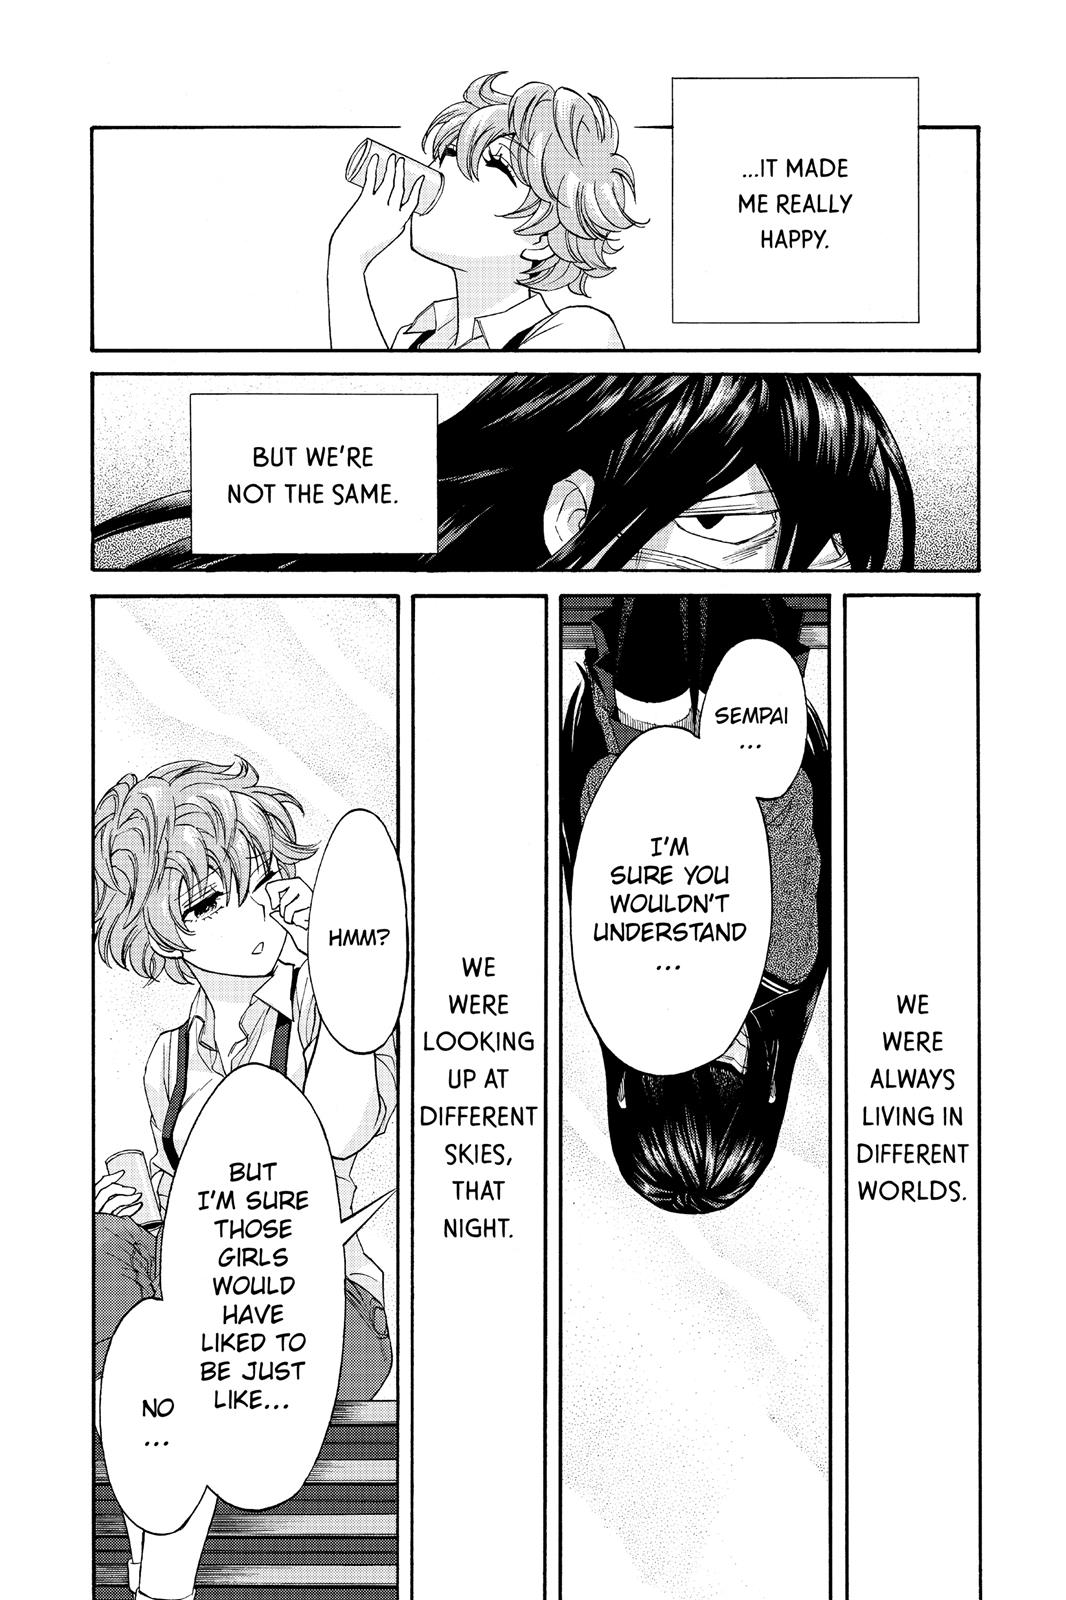 ...IT MADE
ME REALLY
HAPPY.
BUT WE'RE
NOT THE SAME.
WE
WERE
ALWAYS
LIVING IN
DIFFERENT
WORLDS.
SEMPAI
...
I'M
SURE YOU
WOULDN'T
UNDERSTAND
...
WE
WERE
LOOKING
UP AT
DIFFERENT
SKIES,
THAT
NIGHT.
HMM?
BUT
I'M SURE
THOSE
GIRLS
WOULD
HAVE
LIKED TO
BE JUST
LIKE...
NO
...